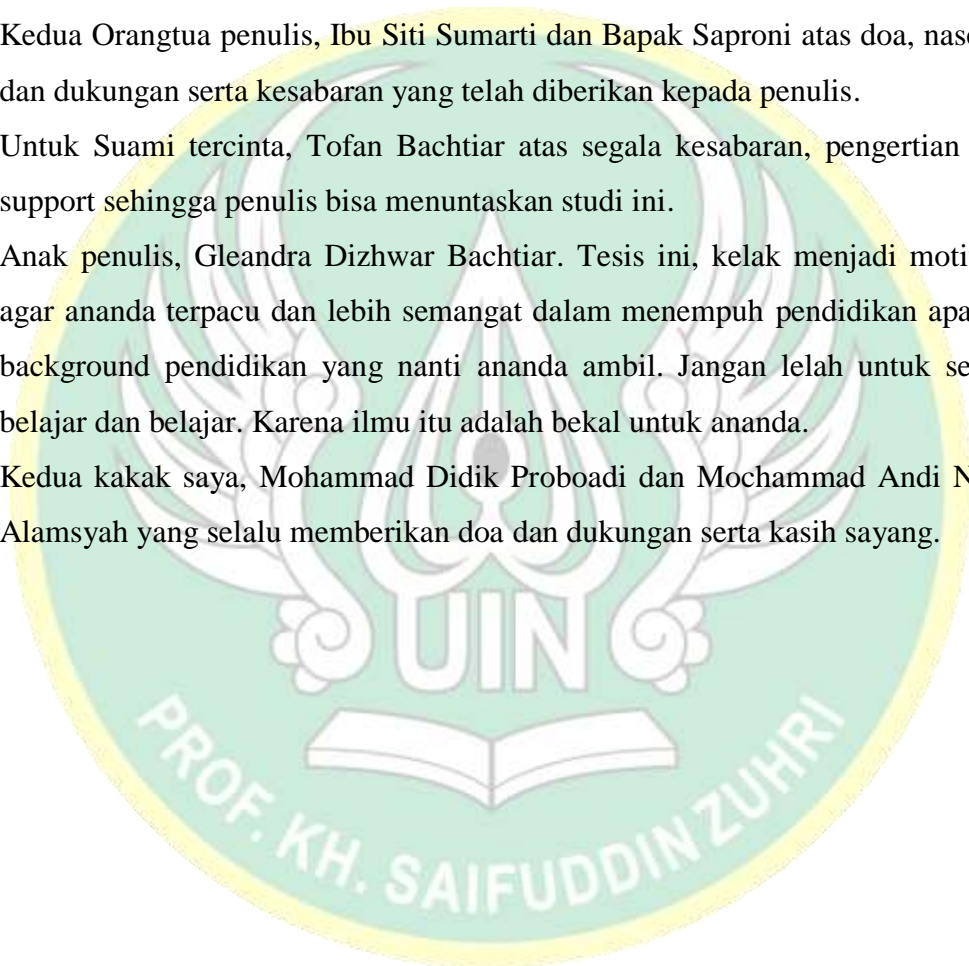 Kedua Orangtua penulis, Ibu Siti Sumarti dan Bapak Saproni atas doa,
dan dukungan serta kesabaran yang telah diberikan kepada penulis.
Untuk Suami tercinta, Tofan Bachtiar atas segala kesabaran, pengertian
support sehingga penulis bisa menuntaskan studi ini.
Anak penulis, Gleandra Dizhwar Bachtiar. Tesis ini, kelak menjadi
agar ananda terpacu dan lebih semangat dalam menempuh pendidikan
background pendidikan yang nanti ananda ambil. Jangan lelah untuk
belajar dan belajar. Karena ilmu itu adalah bekal untuk ananda.
Kedua kakak saya, Mohammad Didik Proboadi dan Mochammad Andi
Alamsyah yang selalu memberikan doa dan dukungan serta kasih sayang.
UIN
PROF. KH. SAIFUDDIN ZUHRI